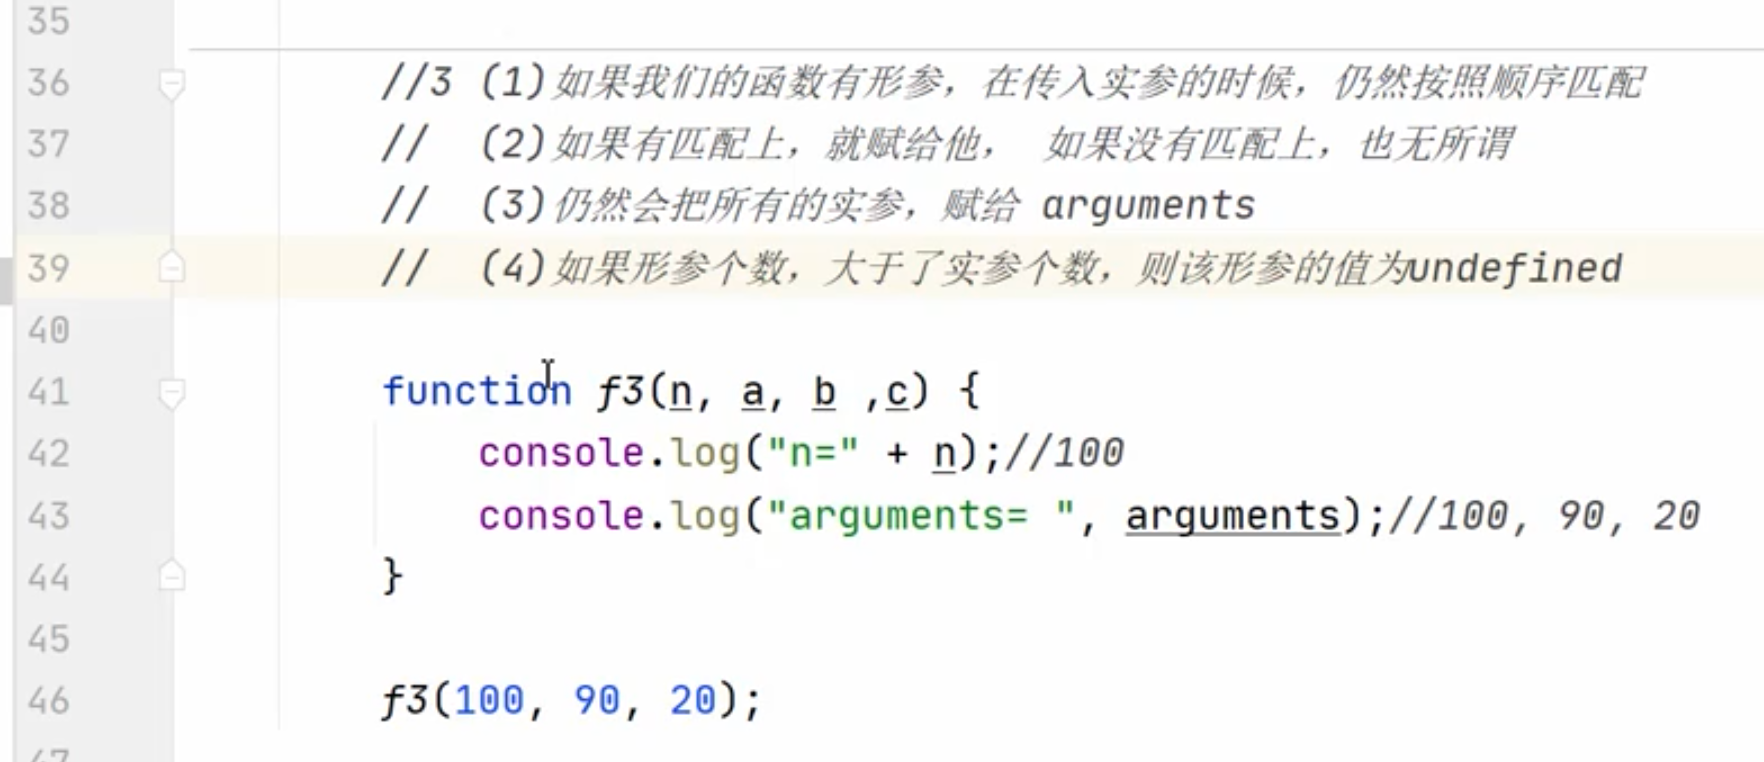 35
36 //3 (1)如果我们的函数有形参，在传入实参的时候，仍然按照顺序匹配
37 // (2)如果有匹配上，就赋给他， 如果没有匹配上，也无所谓
38 // (3)仍然会把所有的实参，赋给 arguments
39 // (4)如果形参个数，大于了实参个数，则该形参的值为undefined
40
41 function f3(n, a, b ,c) {
42 console.log("n=" + n);//100
43 console.log("arguments= ", arguments);//100, 90, 20
44 }
45
46 f3(100, 90, 20);
47